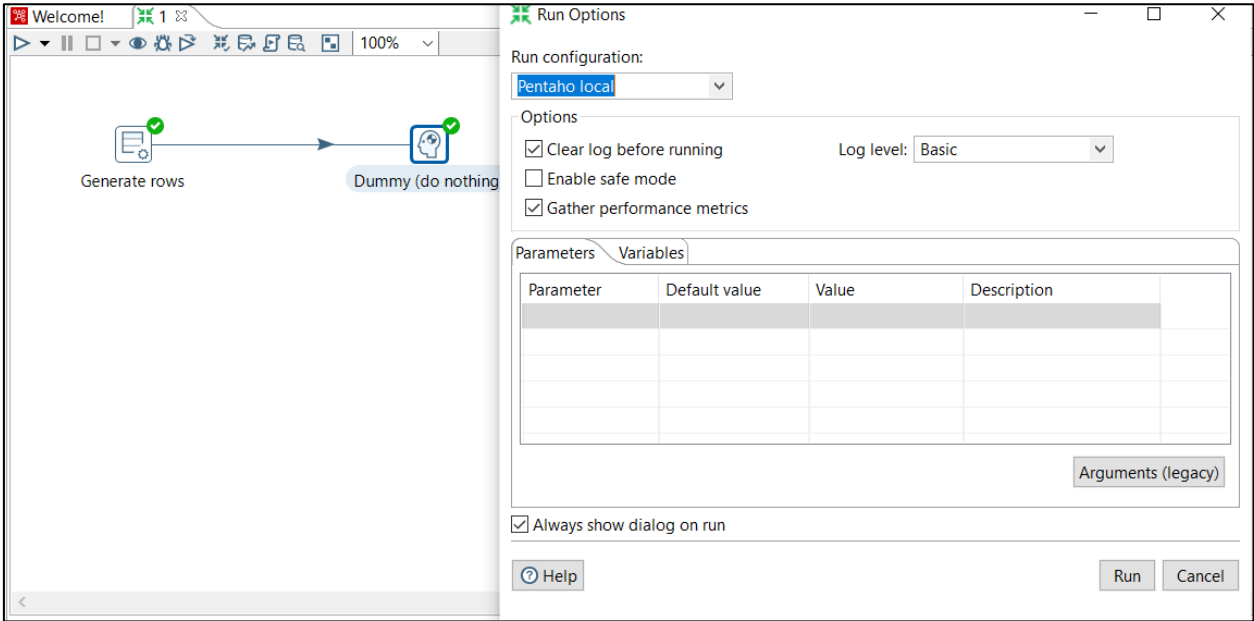 Welcome!
1
100%
Generate rows
Dummy (do nothing
Run Options
Run configuration:
Pentaho local
Options
Clear log before running
Log level: Basic
Enable safe mode
Gather performance metrics
Parameters Variables
Parameter Default value Value Description
Arguments (legacy)
Always show dialog on run
Help
Run Cancel